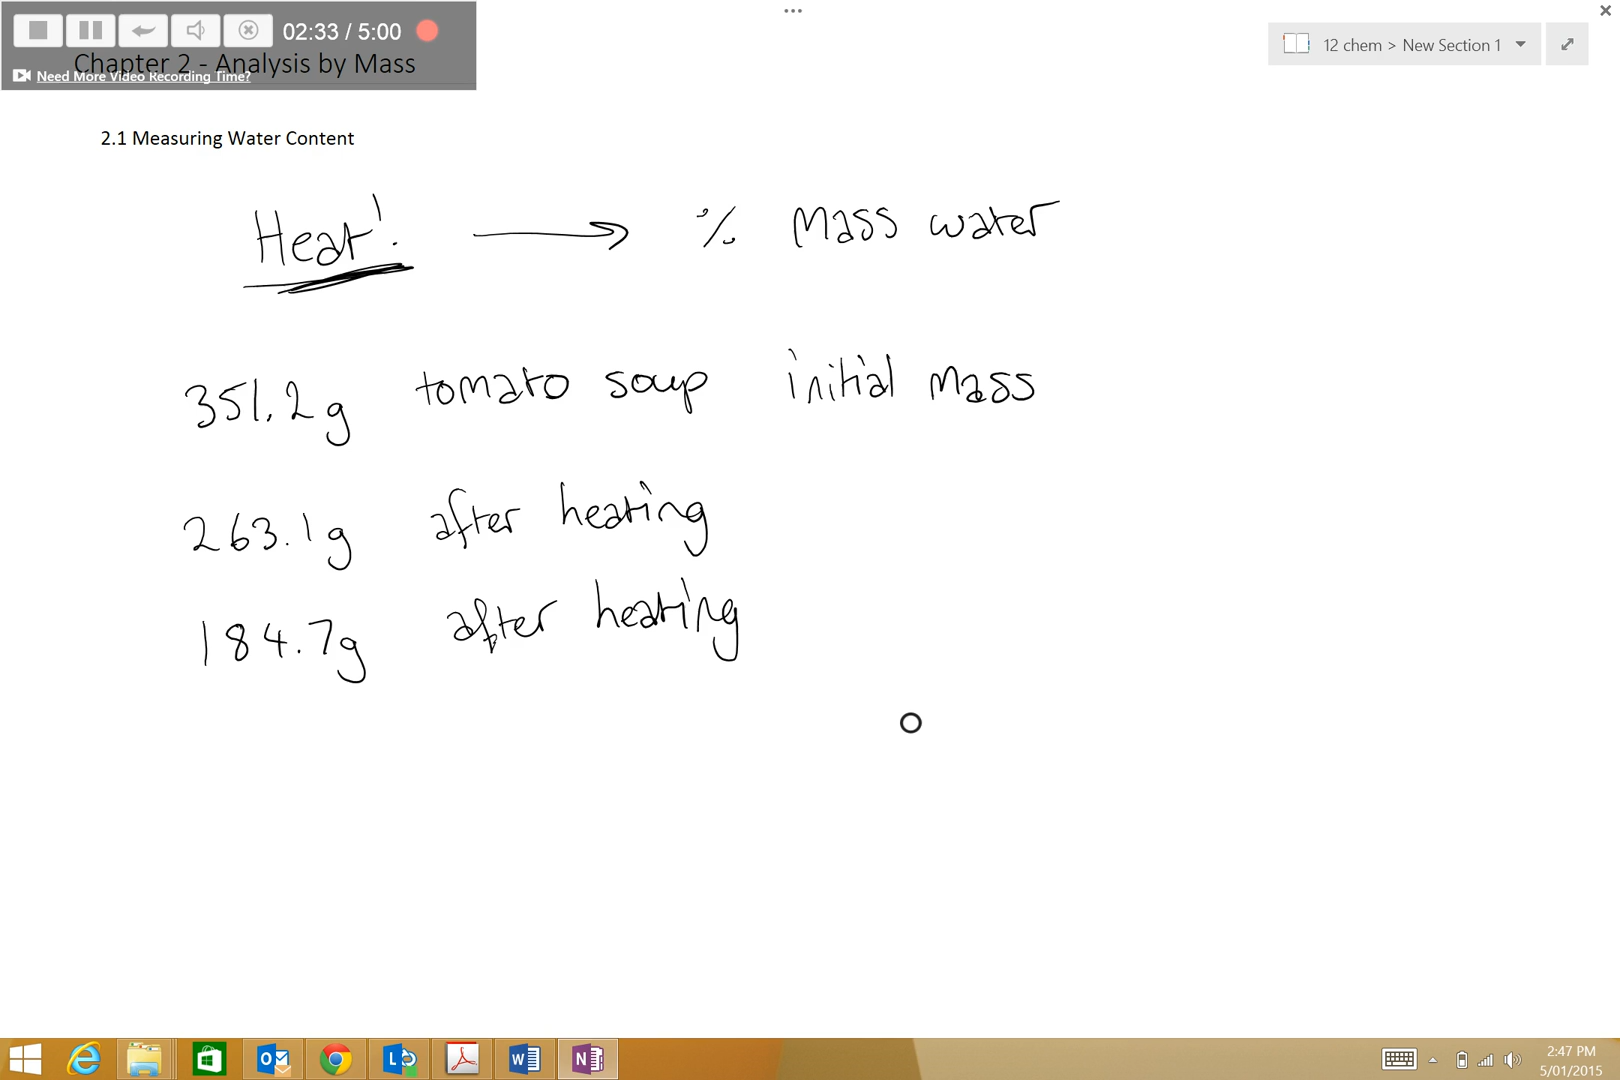 02:33 / 5:00
Chapter 2 - Analysis by Mass
Need More Video Recording Time?
12 chem > New Section 1
2.1 Measuring Water Content
Heat! → % Mass water
351.2g tomato soup initial mass
263.1g after heating
184.7g after heating
2:47 PM
5/01/2015